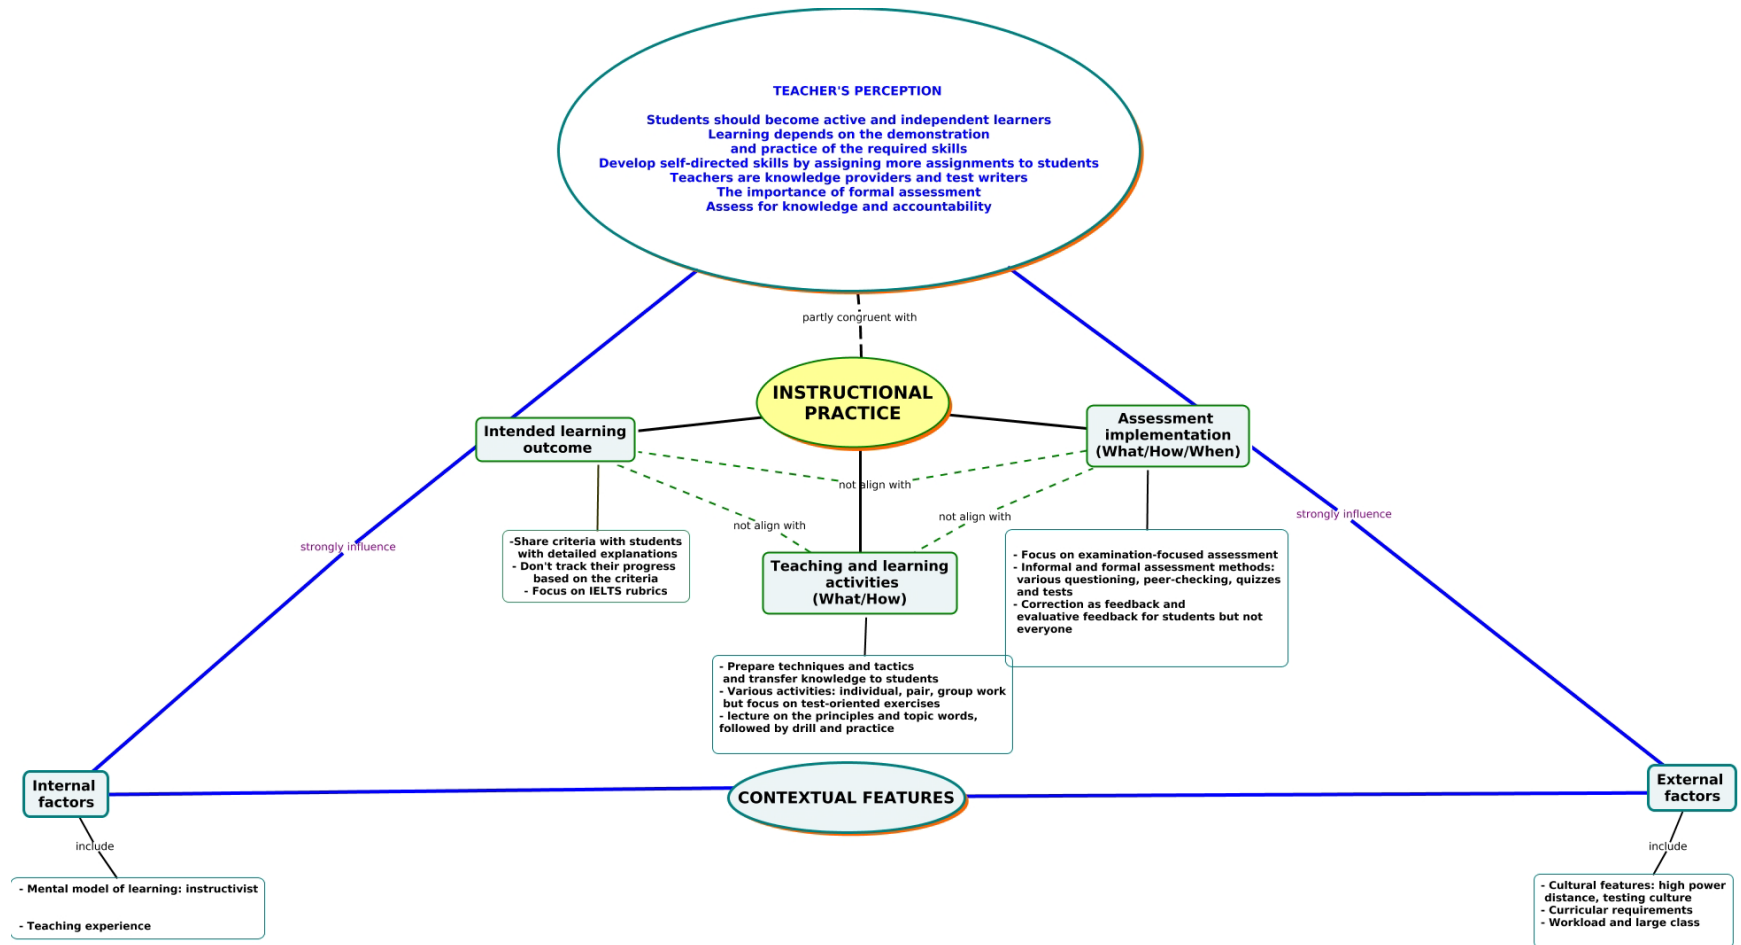 TEACHER'S PERCEPTION
Students should become active and independent learners
Learning depends on the demonstration
and practice of the required skills
Develop self-directed skills by assigning more assignments to students
Teachers are knowledge providers and test writers
The importance of formal assessment
Assess for knowledge and accountability
partly congruent with
INSTRUCTIONAL
PRACTICE
Intended learning
outcome
Assessment
implementation
(What/How/When)
not align with
not align with
not align with
strongly influence
strongly influence
-Share criteria with students
with detailed explanations
- Don't track their progress
based on the criteria
- Focus on IELTS rubrics
Teaching and learning
activities
(What/How)
- Focus on examination-focused assessment
- Informal and formal assessment methods:
various questioning, peer-checking, quizzes
and tests
- Correction as feedback and
evaluative feedback for students but not
everyone
- Prepare techniques and tactics
and transfer knowledge to students
- Various activities: individual, pair, group work
but focus on test-oriented exercises
- lecture on the principles and topic words,
followed by drill and practice
Internal
factors
CONTEXTUAL FEATURES
External
factors
include
include
- Mental model of learning: instructivist
- Teaching experience
- Cultural features: high power
distance, testing culture
- Curricular requirements
- Workload and large class